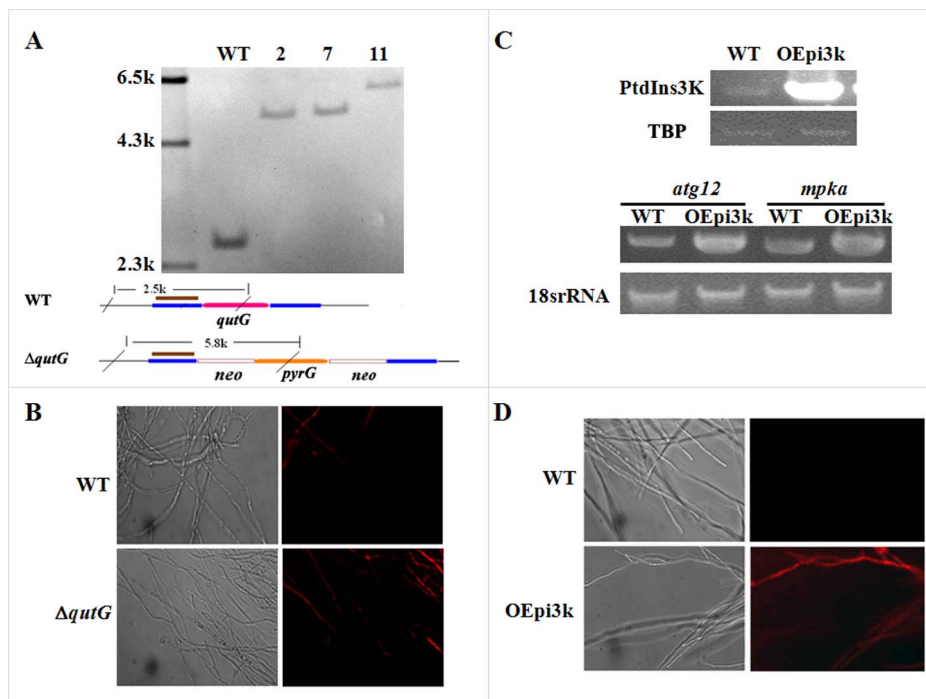 A
WT 2 7 11
6.5k
4.3k
2.3k
2.5k
WT
qutG
5.8k
ΔqutG
neo pyrG neo
B
WT
ΔqutG
C
WT OEpi3k
PtdIns3K
TBP
atg12 mpka
WT OEpi3k WT OEpi3k
18srRNA
D
WT
OEpi3k